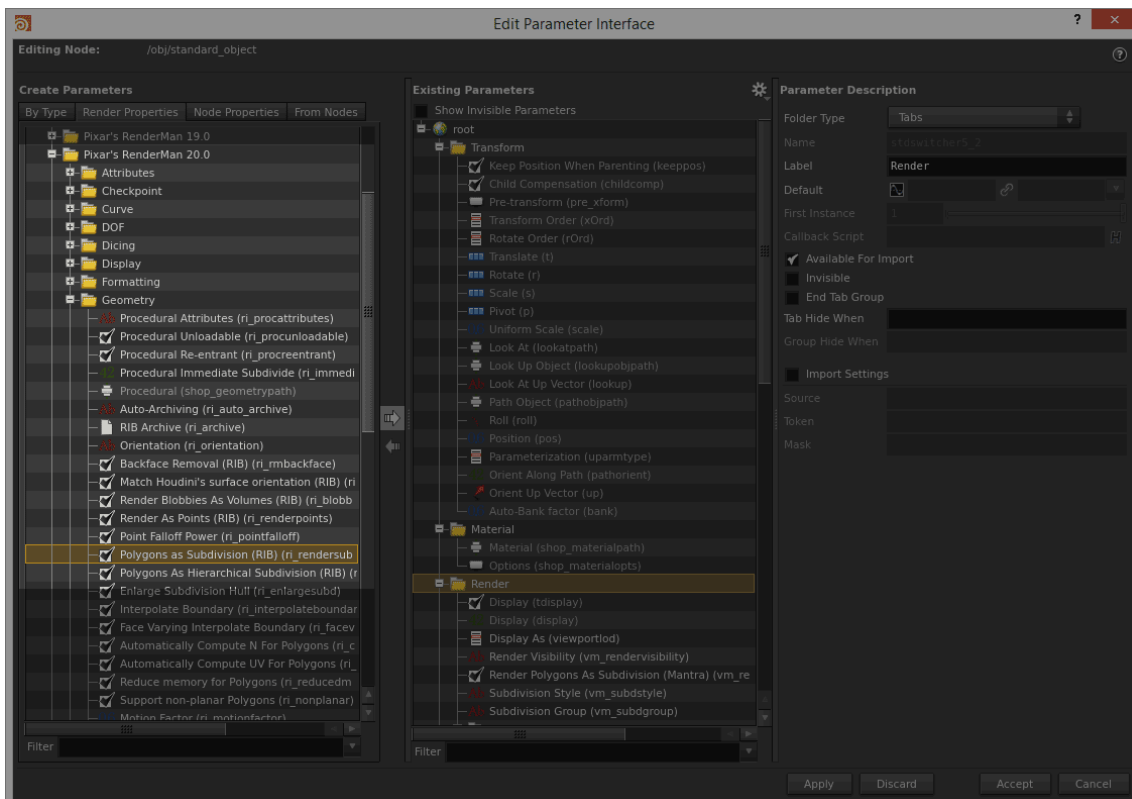 Edit Parameter Interface
?
Editing Node: /obj/standard_object
Create Parameters
By Type Render Properties Node Properties From Nodes
Pixar's RenderMan 19.0
Pixar's RenderMan 20.0
Attributes
Checkpoint
Curve
DOF
Dicing
Display
Formatting
Geometry
Procedural Attributes (ri_procattributes)
Procedural Unloadable (ri_procunloadable)
Procedural Re-entrant (ri_procreentrant)
Procedural Immediate Subdivide (ri_immedi
Procedural (shop_geometrypath)
Auto-Archiving (ri_auto_archive)
RIB Archive (ri_archive)
Orientation (ri_orientation)
Backface Removal (RIB) (ri_rmbackface)
Match Houdini's surface orientation (RIB) (ri
Render Blobbies As Volumes (RIB) (ri_blobb
Render As Points (RIB) (ri_renderpoints)
Point Falloff Power (ri_pointfalloff)
Polygons as Subdivision (RIB) (ri_rendersub
Polygons As Hierarchical Subdivision (RIB) (r
Enlarge Subdivision Hull (ri_enlargesubd)
Interpolate Boundary (ri_interpolateboundar
Face Varying Interpolate Boundary (ri_facev
Automatically Compute N For Polygons (ri_c
Automatically Compute UV For Polygons (ri_
Reduce memory for Polygons (ri_reducedm
Support non-planar Polygons (ri_nonplanar)
Motion Factor (ri_motionfactor)
Filter
Existing Parameters
Show Invisible Parameters
root
Transform
Keep Position When Parenting (keeppos)
Child Compensation (childcomp)
Pre-transform (pre_xform)
Transform Order (xOrd)
Rotate Order (rOrd)
Translate (t)
Rotate (r)
Scale (s)
Pivot (p)
Uniform Scale (scale)
Look At (lookatpath)
Look Up Object (lookupobjpath)
Look At Up Vector (lookup)
Path Object (pathobjpath)
Roll (roll)
Position (pos)
Parameterization (uparmtype)
Orient Along Path (pathorient)
Orient Up Vector (up)
Auto-Bank factor (bank)
Material
Material (shop_materialpath)
Options (shop_materialopts)
Render
Display (tdisplay)
Display (display)
Display As (viewportlod)
Render Visibility (vm_rendervisibility)
Render Polygons As Subdivision (Mantra) (vm_re
Subdivision Style (vm_subdstyle)
Subdivision Group (vm_subdgroup)
Filter
Parameter Description
Folder Type Tabs
Name stdswitcher5_2
Label Render
Default
First Instance 1
Callback Script
Available For Import
Invisible
End Tab Group
Tab Hide When
Group Hide When
Import Settings
Source
Token
Mask
Apply Discard Accept Cancel